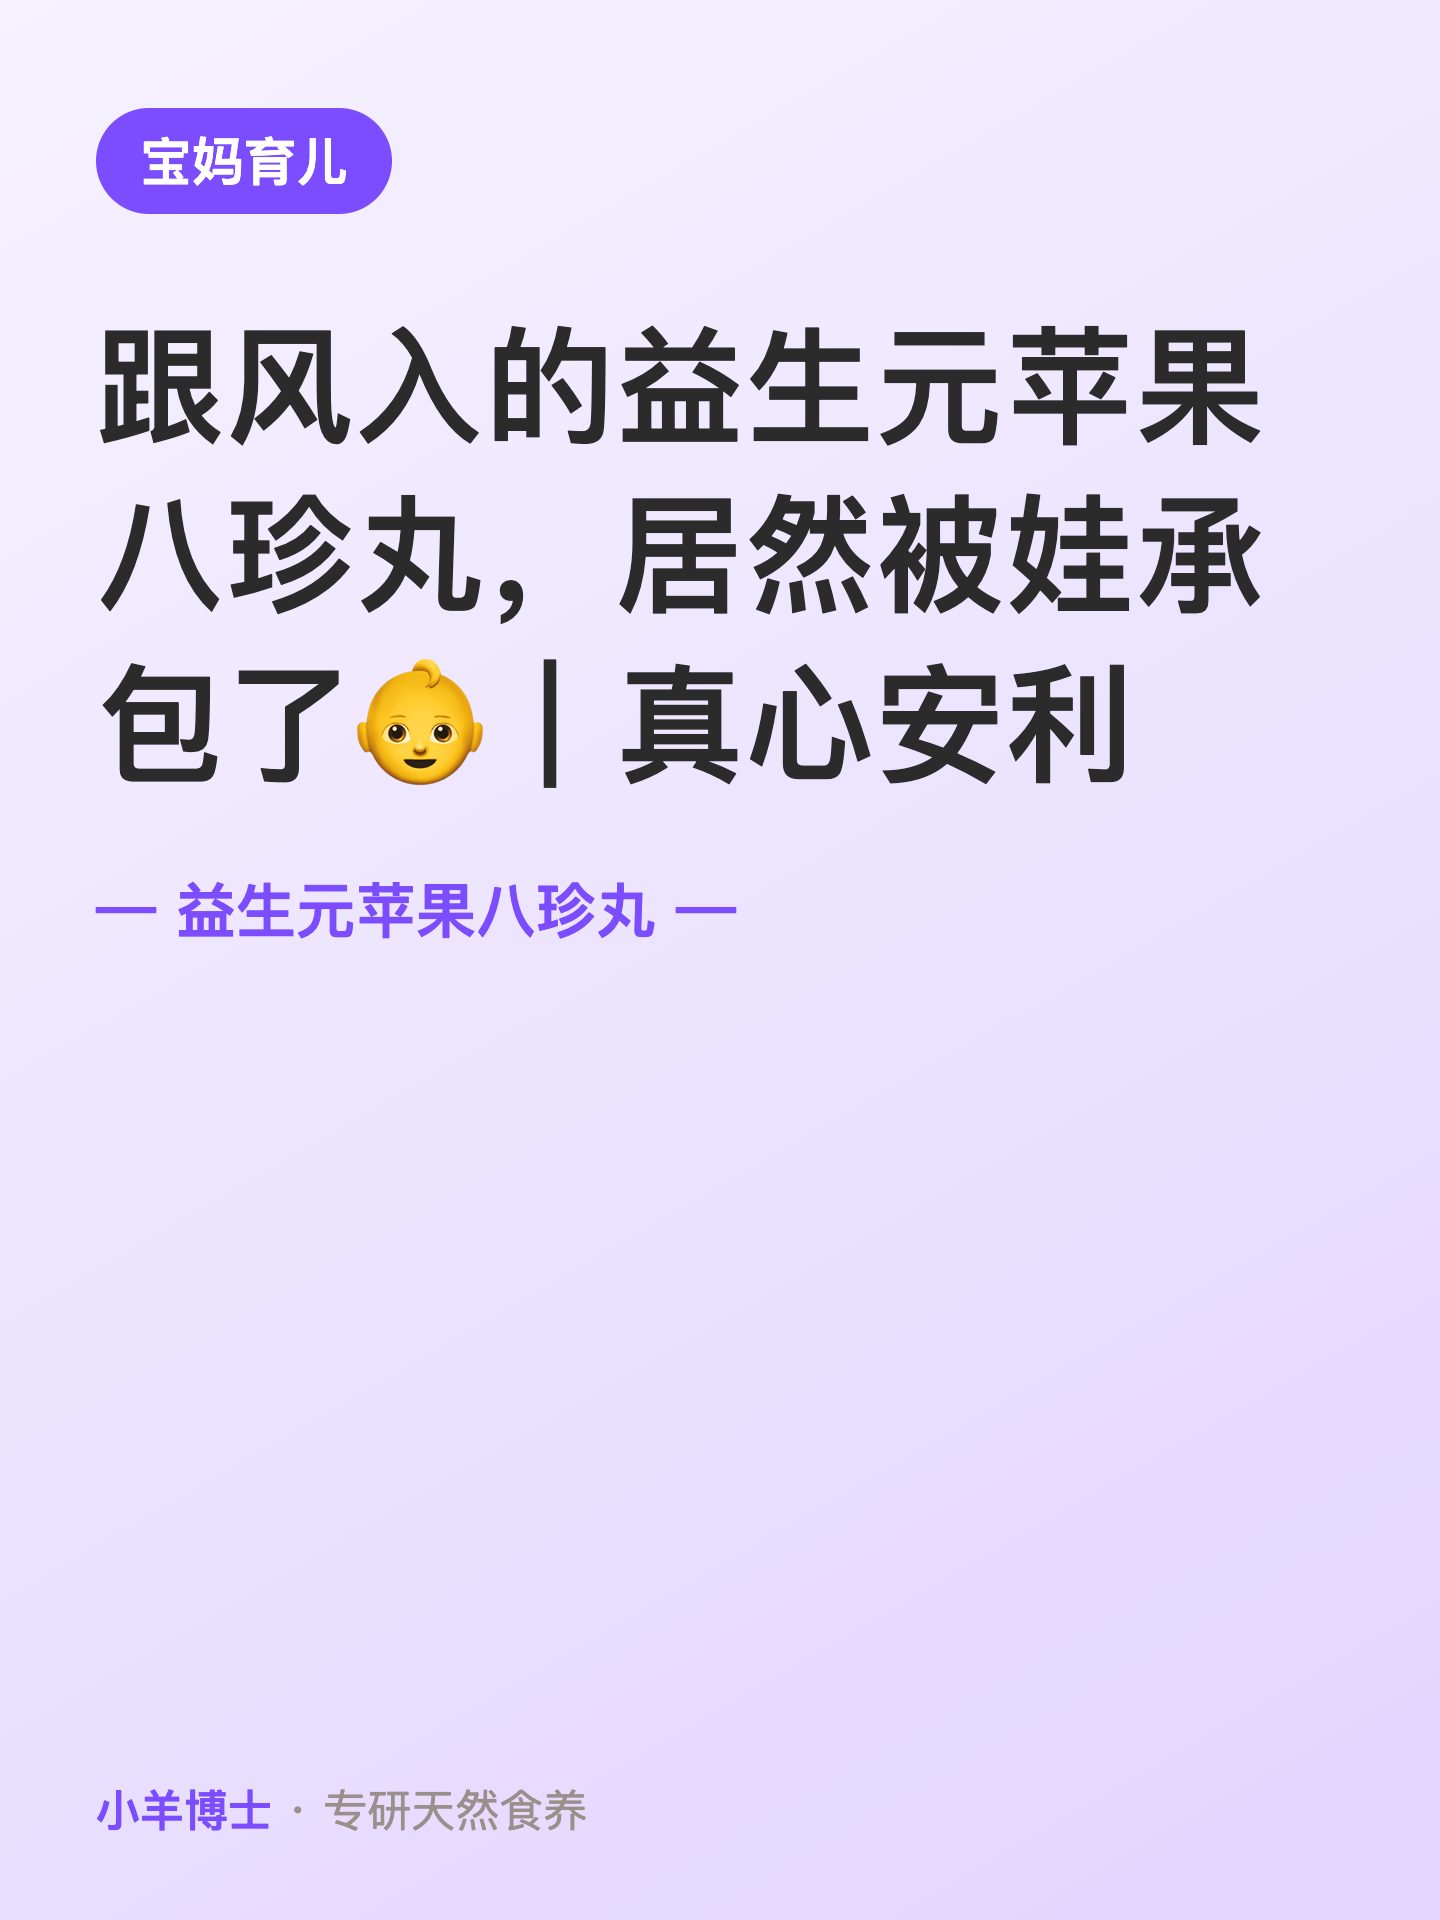 宝妈育儿
跟风入的益生元苹果
八珍丸，居然被娃承
包了👶｜真心安利
— 益生元苹果八珍丸 —
小羊博士 · 专研天然食养